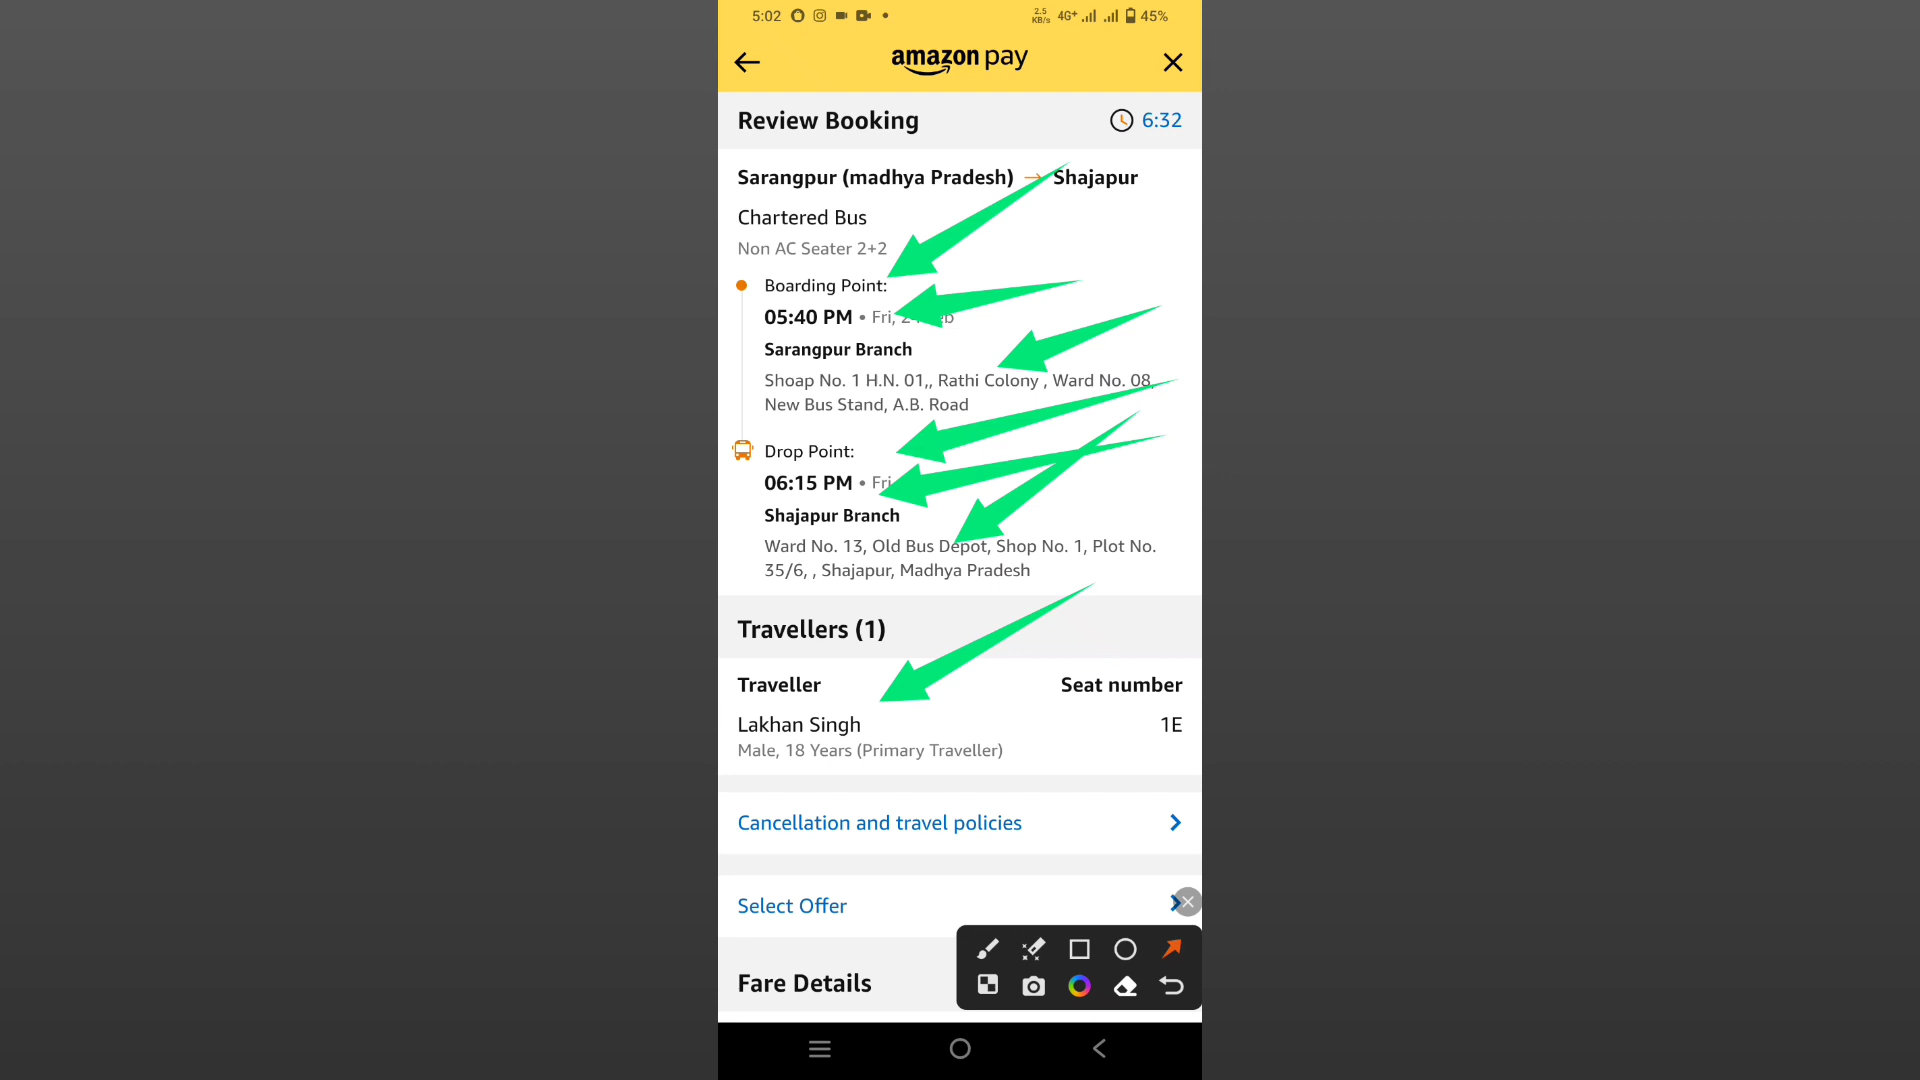 5:02 2.5 KB/s 4G+ 45%
amazon pay
Review Booking 6:32
Sarangpur (madhya Pradesh) → Shajapur
Chartered Bus
Non AC Seater 2+2
Boarding Point:
05:40 PM • Fri,
Sarangpur Branch
Shoap No. 1 H.N. 01,, Rathi Colony , Ward No. 08,
New Bus Stand, A.B. Road
Drop Point:
06:15 PM • Fri
Shajapur Branch
Ward No. 13, Old Bus Depot, Shop No. 1, Plot No.
35/6, , Shajapur, Madhya Pradesh
Travellers (1)
Traveller Seat number
Lakhan Singh 1E
Male, 18 Years (Primary Traveller)
Cancellation and travel policies
Select Offer
Fare Details